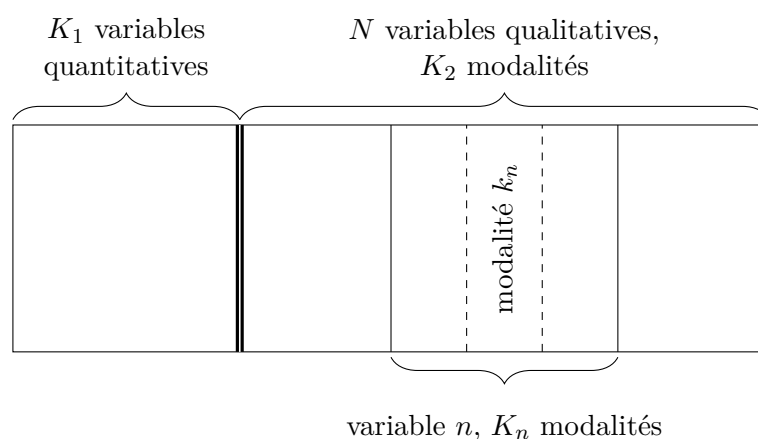 K₁ variables
quantitatives
N variables qualitatives,
K₂ modalités
modalité kₙ
variable n, Kₙ modalités